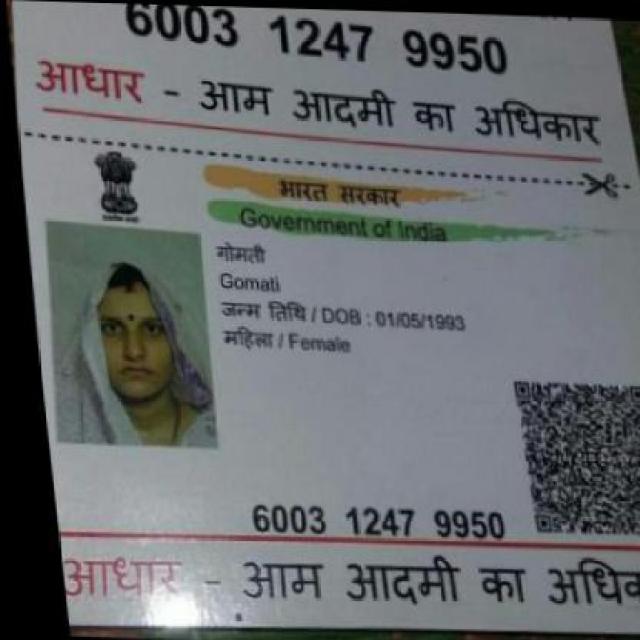 6003 1247 9950
आधार - आम आदमी का अधिकार
भारत सरकार
Government of India
गोमती
Gomati
जन्म तिथि / DOB : 01/05/1993
महिला / Female
6003 1247 9950
आधार - आम आदमी का अधिक